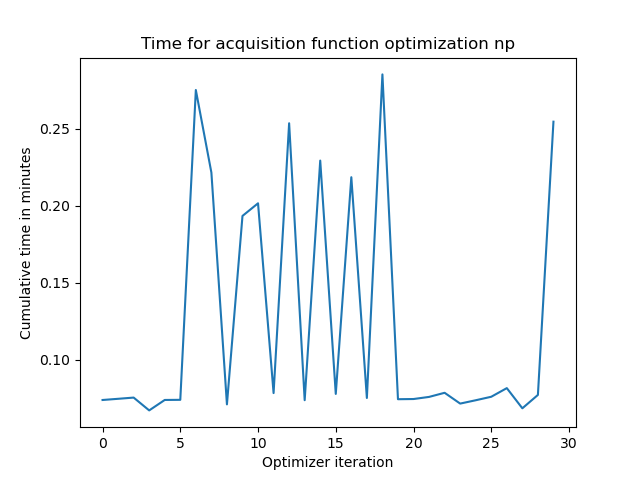 Time for acquisition function optimization np
Cumulative time in minutes
0.25
0.20
0.15
0.10
0 5 10 15 20 25 30
Optimizer iteration